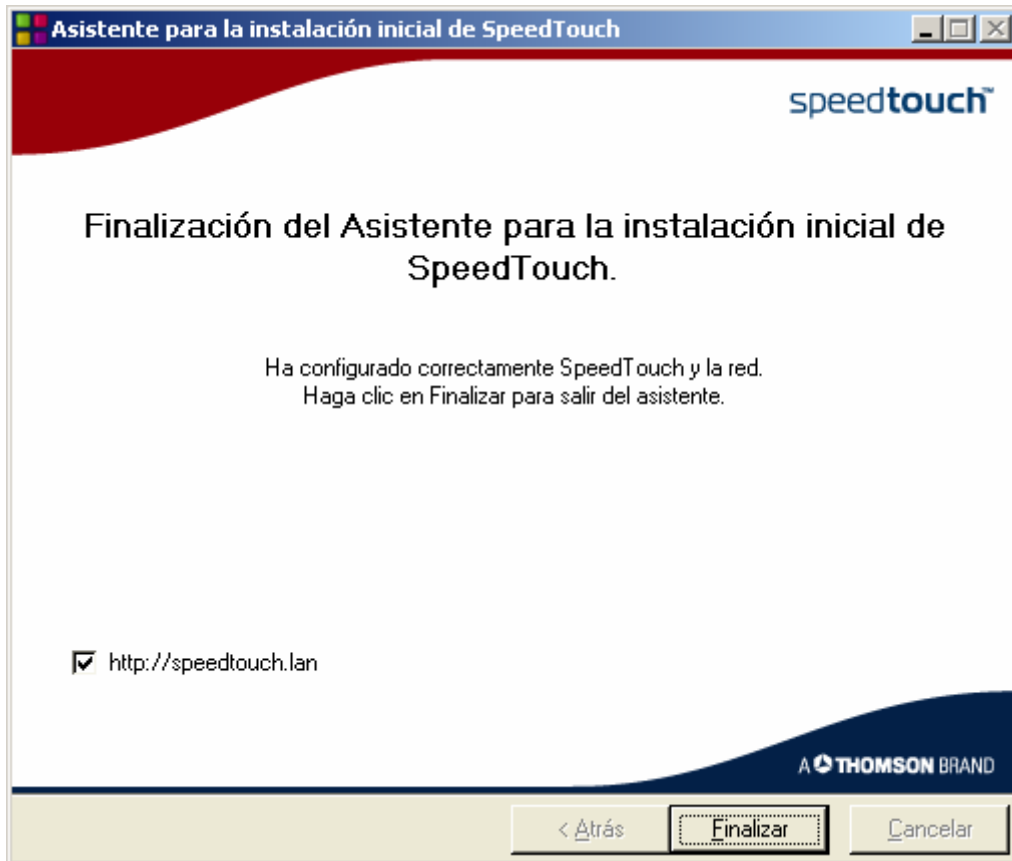 Asistente para la instalación inicial de SpeedTouch
speedtouch™
Finalización del Asistente para la instalación inicial de
SpeedTouch.
Ha configurado correctamente SpeedTouch y la red.
Haga clic en Finalizar para salir del asistente.
http://speedtouch.lan
A THOMSON BRAND
< Atrás
Finalizar
Cancelar